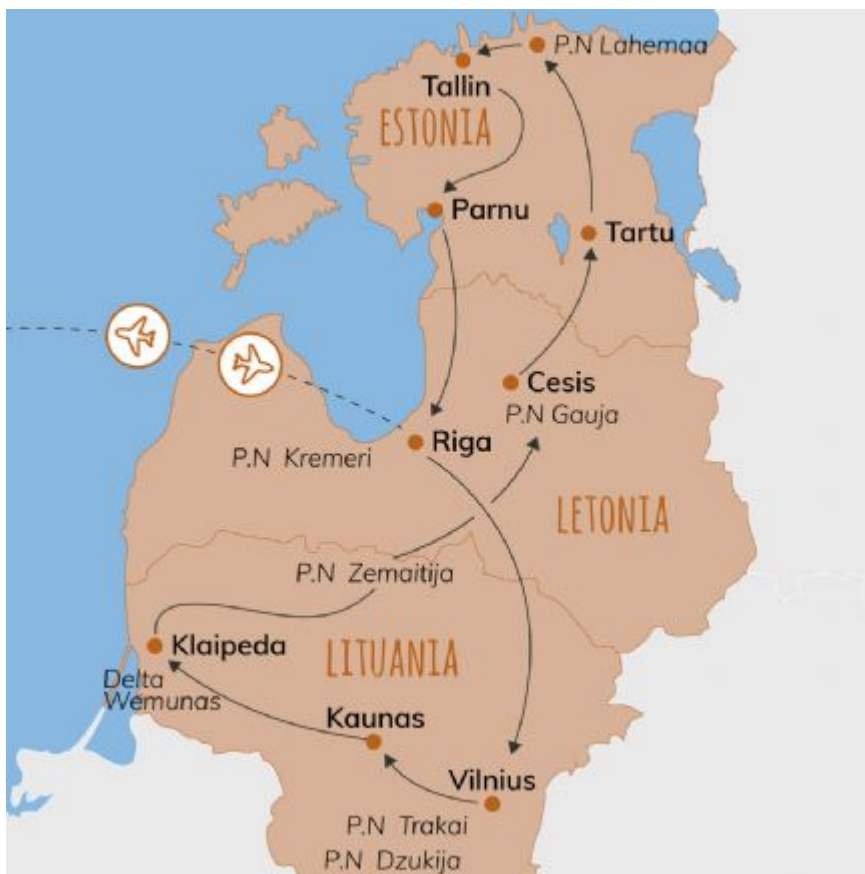 P.N Lahemaa
Tallin
ESTONIA
Parnu
Tartu
Cesis
P.N Gauja
Riga
P.N Kremeri
LETONIA
P.N Zemaitija
Klaipeda
LITUANIA
Delta
Wemunas
Kaunas
Vilnius
P.N Trakai
P.N Dzukija